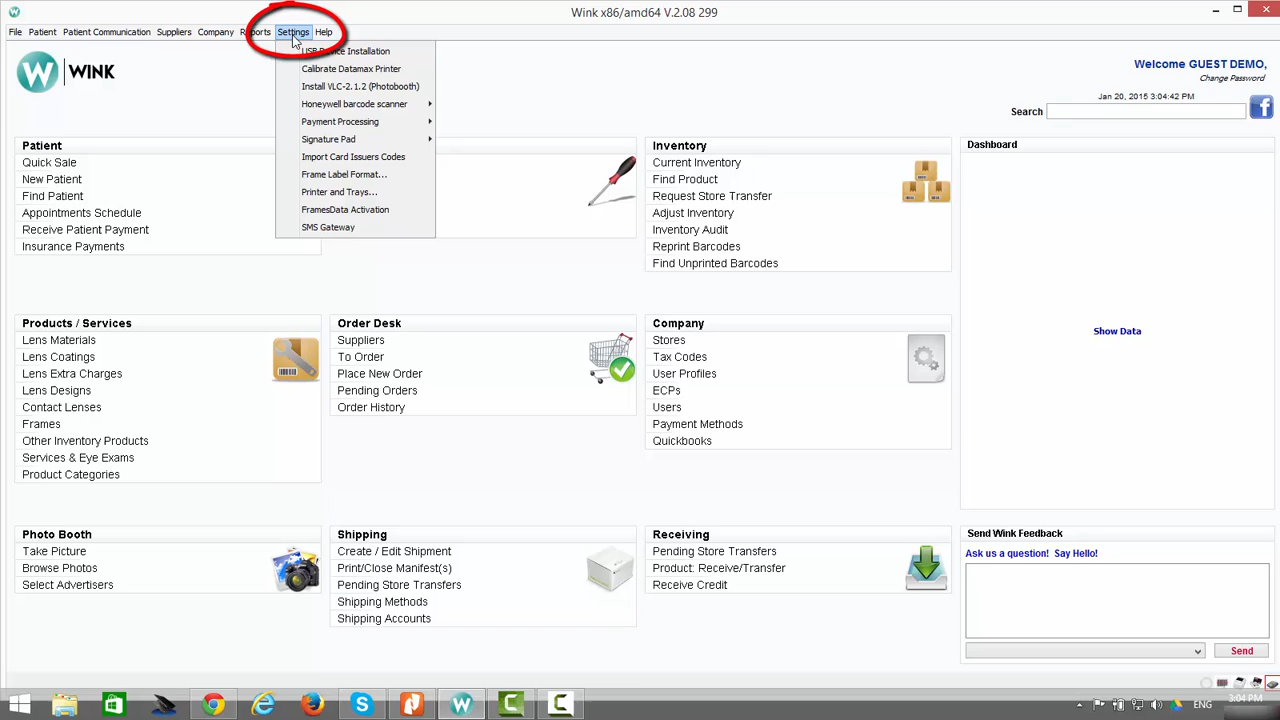 Wink x86/amd64 V.2.08 299
File Patient Patient Communication Suppliers Company Reports Settings Help
USB Device Installation
Calibrate Datamax Printer
Install VLC-2.1.2 (Photobooth)
Honeywell barcode scanner
Payment Processing
Signature Pad
Import Card Issuers Codes
Frame Label Format...
Printer and Trays...
FramesData Activation
SMS Gateway
W WINK
Welcome GUEST DEMO,
Change Password
Jan 20, 2015 3:04:42 PM
Search
f
Patient
Quick Sale
New Patient
Find Patient
Appointments Schedule
Receive Patient Payment
Insurance Payments
Inventory
Current Inventory
Find Product
Request Store Transfer
Adjust Inventory
Inventory Audit
Reprint Barcodes
Find Unprinted Barcodes
Dashboard
Show Data
Products / Services
Lens Materials
Lens Coatings
Lens Extra Charges
Lens Designs
Contact Lenses
Frames
Other Inventory Products
Services & Eye Exams
Product Categories
Order Desk
Suppliers
To Order
Place New Order
Pending Orders
Order History
Company
Stores
Tax Codes
User Profiles
ECPs
Users
Payment Methods
Quickbooks
Photo Booth
Take Picture
Browse Photos
Select Advertisers
Shipping
Create / Edit Shipment
Print/Close Manifest(s)
Pending Store Transfers
Shipping Methods
Shipping Accounts
Receiving
Pending Store Transfers
Product: Receive/Transfer
Receive Credit
Send Wink Feedback
Ask us a question! Say Hello!
Send
ENG
3:04 PM